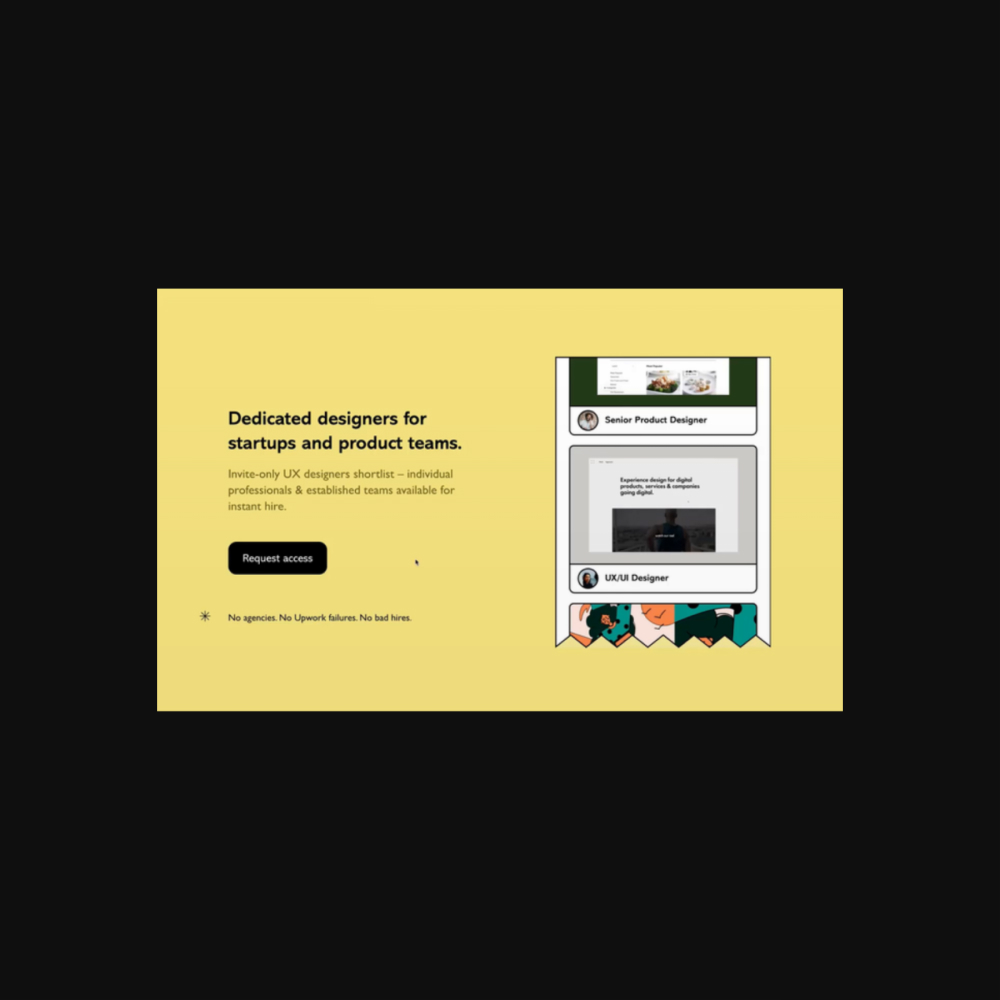 Dedicated designers for
startups and product teams.
Invite-only UX designers shortlist – individual
professionals & established teams available for
instant hire.
Request access
No agencies. No Upwork failures. No bad hires.
Senior Product Designer
Experience design for digital
products, services & companies
going digital.
UX/UI Designer